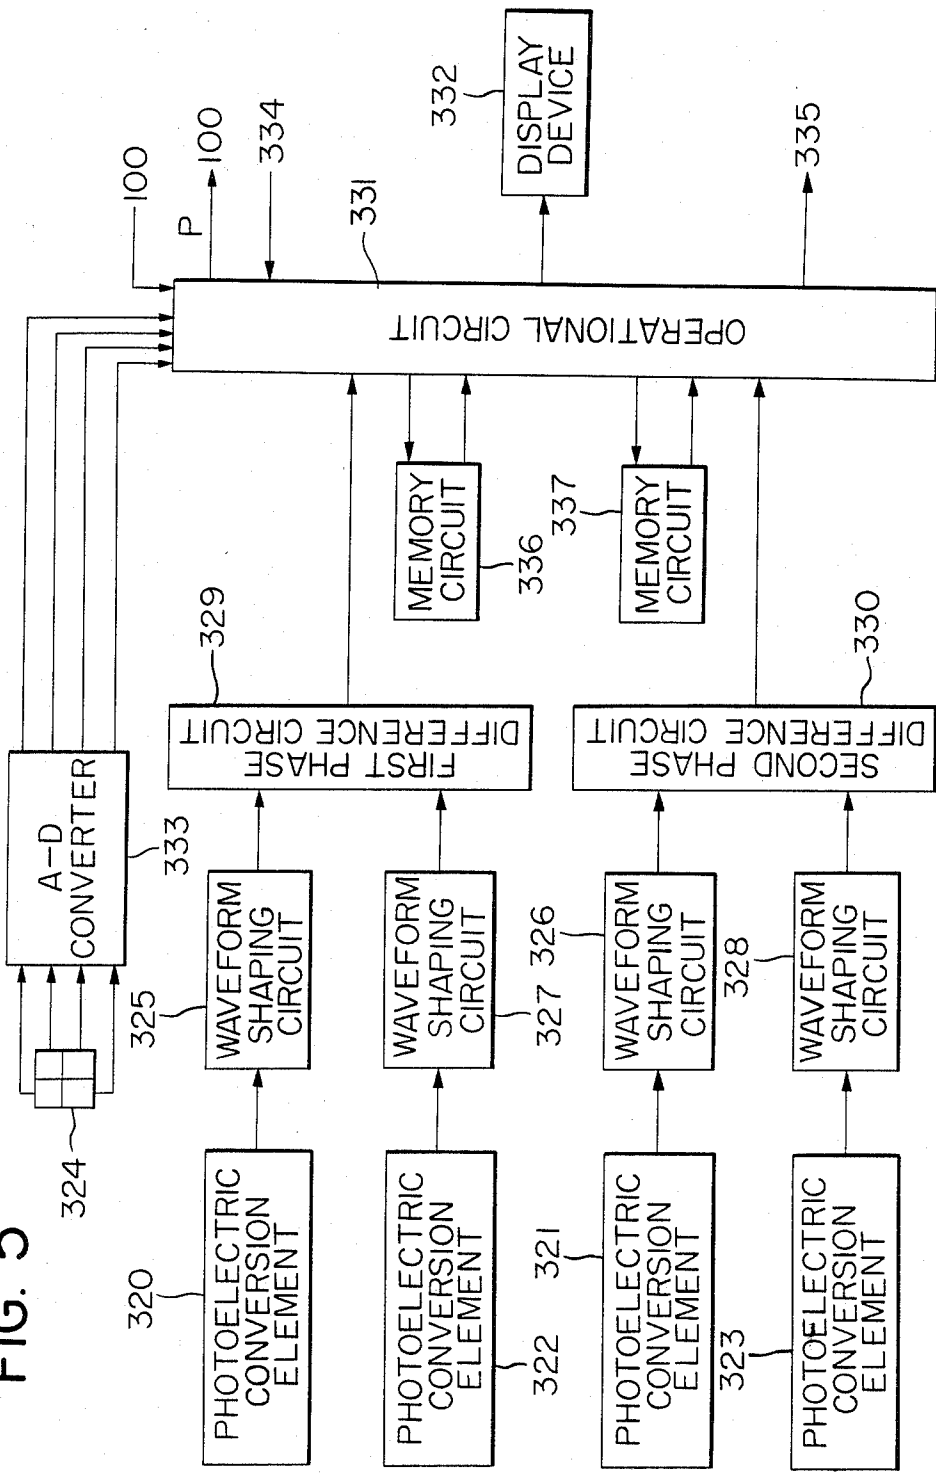 FIG. 5
324
A-D
CONVERTER
333
100
P
100
334
320
PHOTOELECTRIC
CONVERSION
ELEMENT
325
WAVEFORM
SHAPING
CIRCUIT
329
FIRST PHASE
DIFFERENCE CIRCUIT
331
OPERATIONAL CIRCUIT
332
DISPLAY
DEVICE
PHOTOELECTRIC
CONVERSION
ELEMENT
322
WAVEFORM
SHAPING
CIRCUIT
327
MEMORY
CIRCUIT
336
321
PHOTOELECTRIC
CONVERSION
ELEMENT
326
WAVEFORM
SHAPING
CIRCUIT
337
MEMORY
CIRCUIT
330
SECOND PHASE
DIFFERENCE CIRCUIT
323
PHOTOELECTRIC
CONVERSION
ELEMENT
328
WAVEFORM
SHAPING
CIRCUIT
335